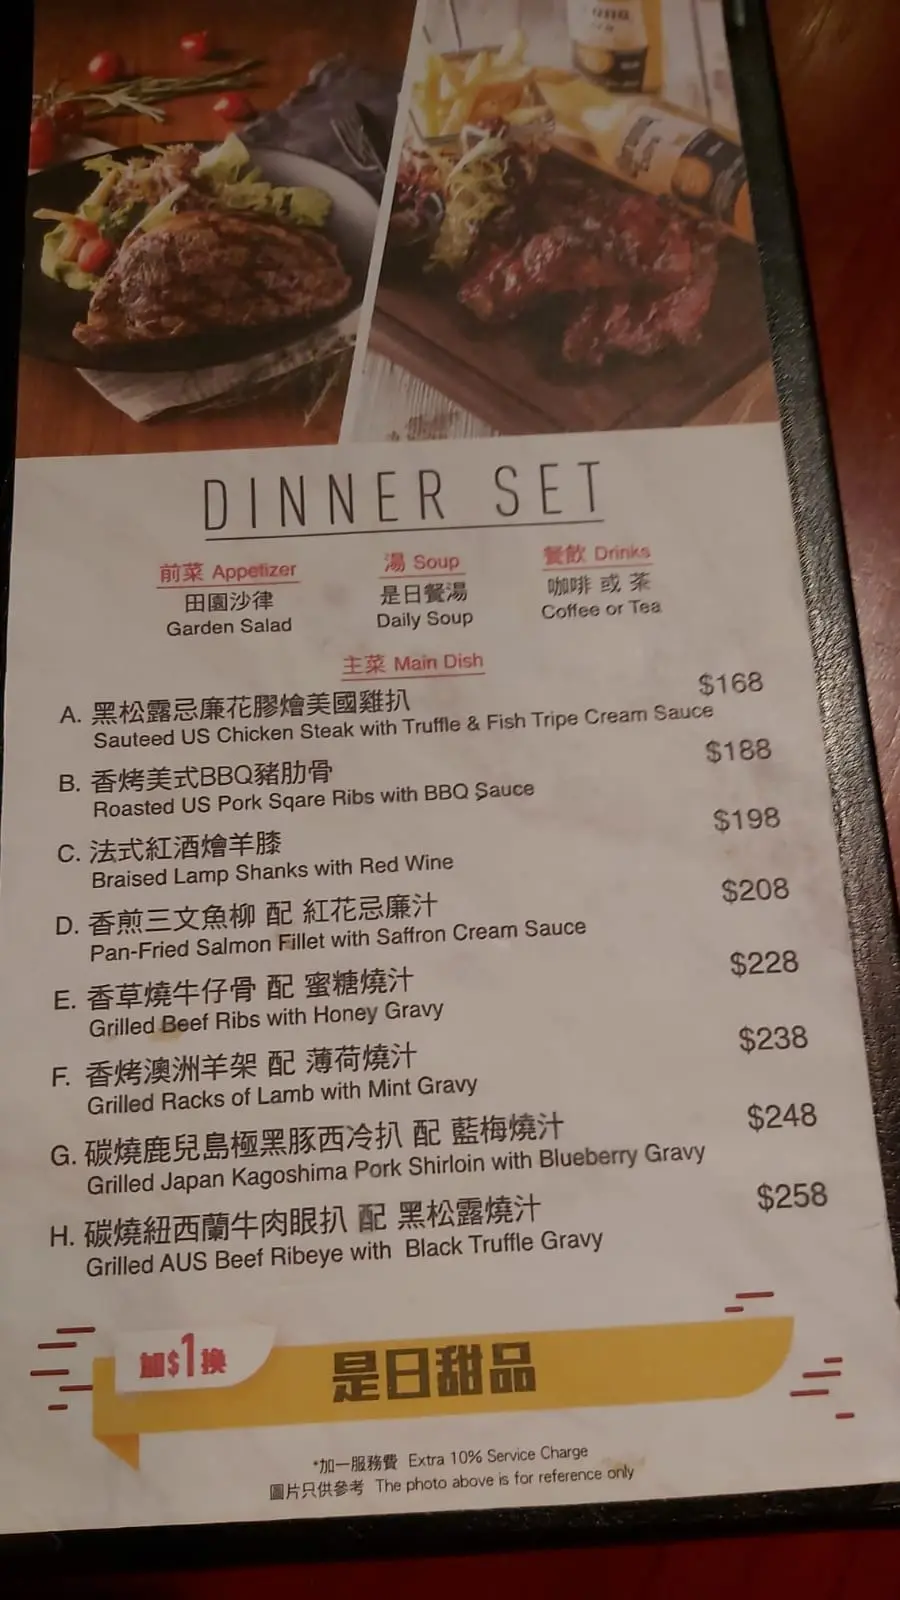 DINNER SET
前菜 Appetizer
田園沙律
Garden Salad
湯 Soup
是日餐湯
Daily Soup
餐飲 Drinks
咖啡 或 茶
Coffee or Tea
主菜 Main Dish
A. 黑松露忌廉花膠燴美國雞扒 $168
Sauteed US Chicken Steak with Truffle & Fish Tripe Cream Sauce
B. 香烤美式BBQ豬肋骨 $188
Roasted US Pork Sqare Ribs with BBQ Sauce
C. 法式紅酒燴羊膝 $198
Braised Lamp Shanks with Red Wine
D. 香煎三文魚柳 配 紅花忌廉汁 $208
Pan-Fried Salmon Fillet with Saffron Cream Sauce
E. 香草燒牛仔骨 配 蜜糖燒汁 $228
Grilled Beef Ribs with Honey Gravy
F. 香烤澳洲羊架 配 薄荷燒汁 $238
Grilled Racks of Lamb with Mint Gravy
G. 碳燒鹿兒島極黑豚西冷扒 配 藍梅燒汁 $248
Grilled Japan Kagoshima Pork Shirloin with Blueberry Gravy
H. 碳燒紐西蘭牛肉眼扒 配 黑松露燒汁 $258
Grilled AUS Beef Ribeye with Black Truffle Gravy
加$1換
是日甜品
*加一服務費 Extra 10% Service Charge
圖片只供參考 The photo above is for reference only